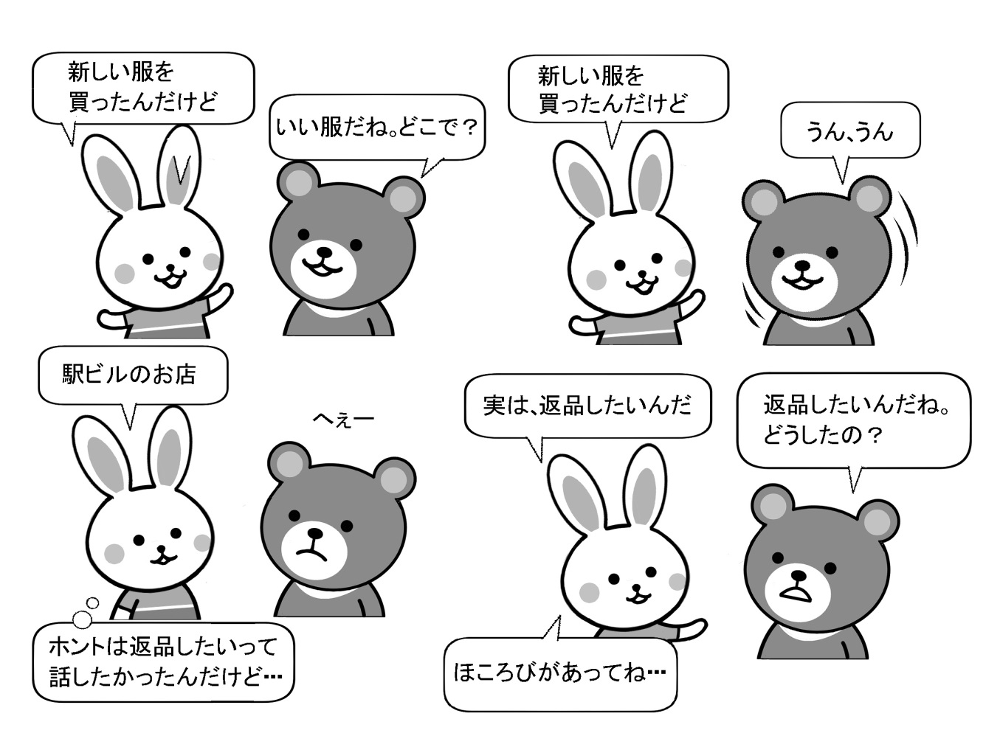 新しい服を
買ったんだけど
いい服だね。どこで？
駅ビルのお店
へぇー
ホントは返品したいって
話したかったんだけど…
新しい服を
買ったんだけど
うん、うん
実は、返品したいんだ
返品したいんだね。
どうしたの？
ほころびがあってね…